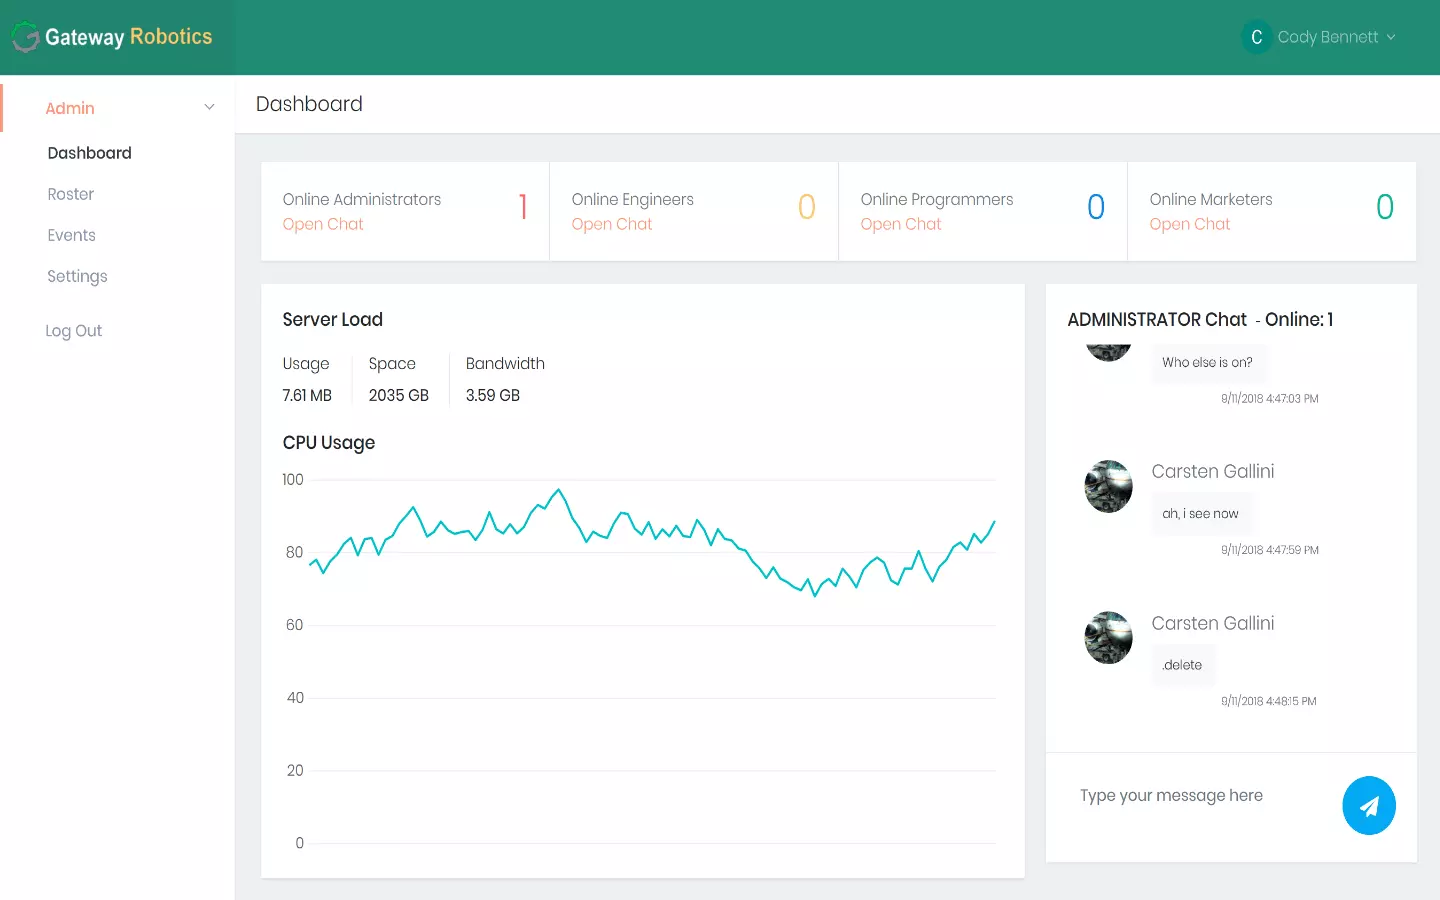 Gateway Robotics
C Cody Bennett
Admin
Dashboard
Roster
Events
Settings
Log Out
Dashboard
Online Administrators 1
Open Chat
Online Engineers 0
Open Chat
Online Programmers 0
Open Chat
Online Marketers 0
Open Chat
Server Load
Usage Space Bandwidth
7.61 MB 2035 GB 3.59 GB
CPU Usage
100
80
60
40
20
0
ADMINISTRATOR Chat - Online: 1
Who else is on?
9/11/2018 4:47:03 PM
Carsten Gallini
ah, i see now
9/11/2018 4:47:59 PM
Carsten Gallini
.delete
9/11/2018 4:48:15 PM
Type your message here